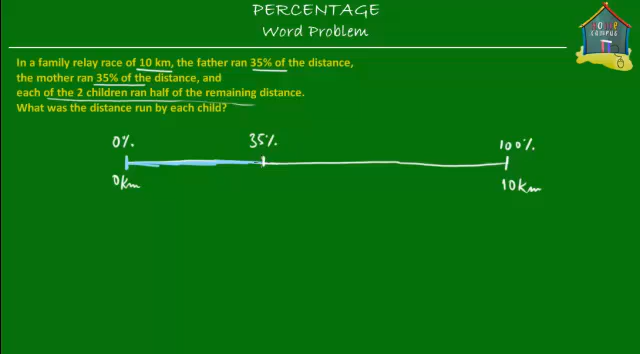 PERCENTAGE
Word Problem
HOME
CAMPUS
In a family relay race of 10 km, the father ran 35% of the distance,
the mother ran 35% of the distance, and
each of the 2 children ran half of the remaining distance.
What was the distance run by each child?
0% 35% 100%
0km 10km